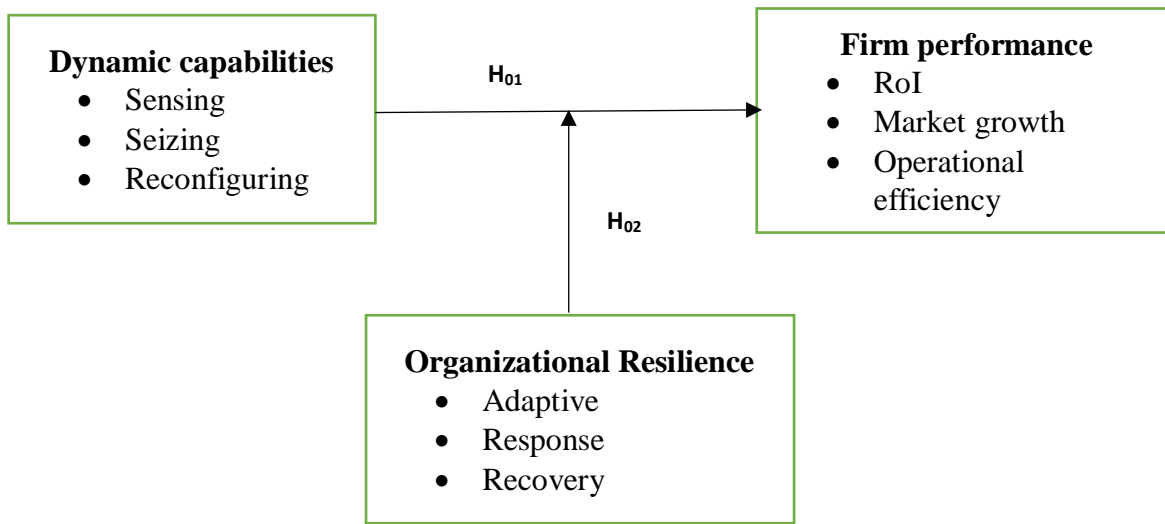 Dynamic capabilities
• Sensing
• Seizing
• Reconfiguring
H01
Firm performance
• RoI
• Market growth
• Operational
efficiency
H02
Organizational Resilience
• Adaptive
• Response
• Recovery